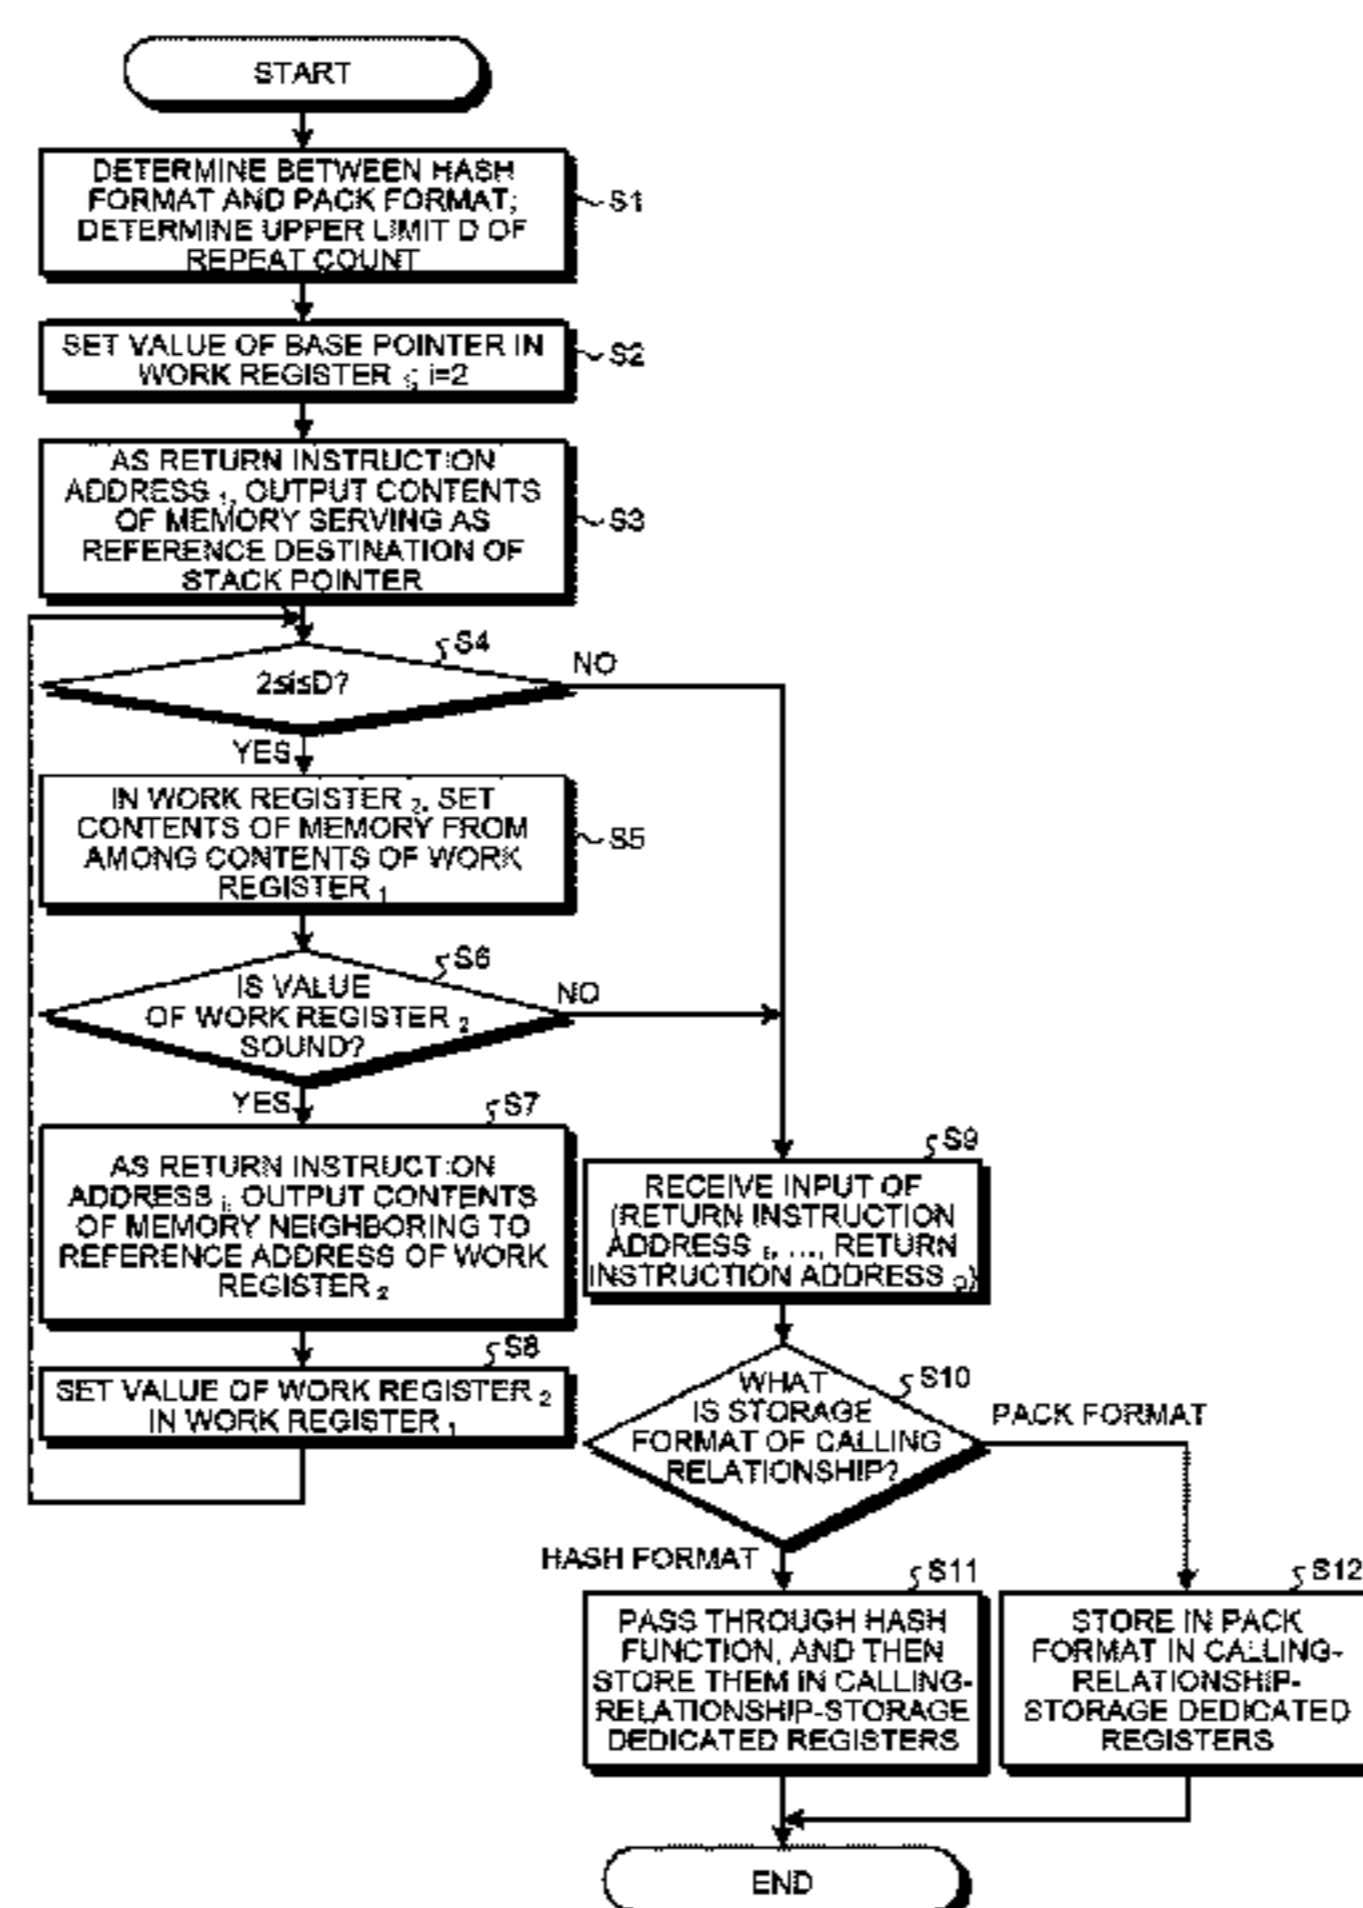 START
DETERMINE BETWEEN HASH
FORMAT AND PACK FORMAT;
DETERMINE UPPER LIMIT D OF
REPEAT COUNT
S1
SET VALUE OF BASE POINTER IN
WORK REGISTER ; i=2
S2
AS RETURN INSTRUCTION
ADDRESS 1, OUTPUT CONTENTS
OF MEMORY SERVING AS
REFERENCE DESTINATION OF
STACK POINTER
S3
S4
2≤i≤D?
NO
YES
IN WORK REGISTER 2, SET
CONTENTS OF MEMORY FROM
AMONG CONTENTS OF WORK
REGISTER 1
S5
S6
IS VALUE
OF WORK REGISTER 2
SOUND?
NO
YES
S7
AS RETURN INSTRUCTION
ADDRESS i, OUTPUT CONTENTS
OF MEMORY NEIGHBORING TO
REFERENCE ADDRESS OF WORK
REGISTER 2
S8
SET VALUE OF WORK REGISTER 2
IN WORK REGISTER 1
S9
RECEIVE INPUT OF
(RETURN INSTRUCTION
ADDRESS , ..., RETURN
INSTRUCTION ADDRESS D)
S10
WHAT
IS STORAGE
FORMAT OF CALLING
RELATIONSHIP?
PACK FORMAT
HASH FORMAT
S11
PASS THROUGH HASH
FUNCTION, AND THEN
STORE THEM IN CALLING-
RELATIONSHIP-STORAGE
DEDICATED REGISTERS
S12
STORE IN PACK
FORMAT IN CALLING-
RELATIONSHIP-
STORAGE DEDICATED
REGISTERS
END